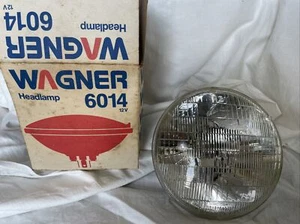 WAGNER
6014
Headlamp
12V
WAGNER
Headlamp
6014
12V